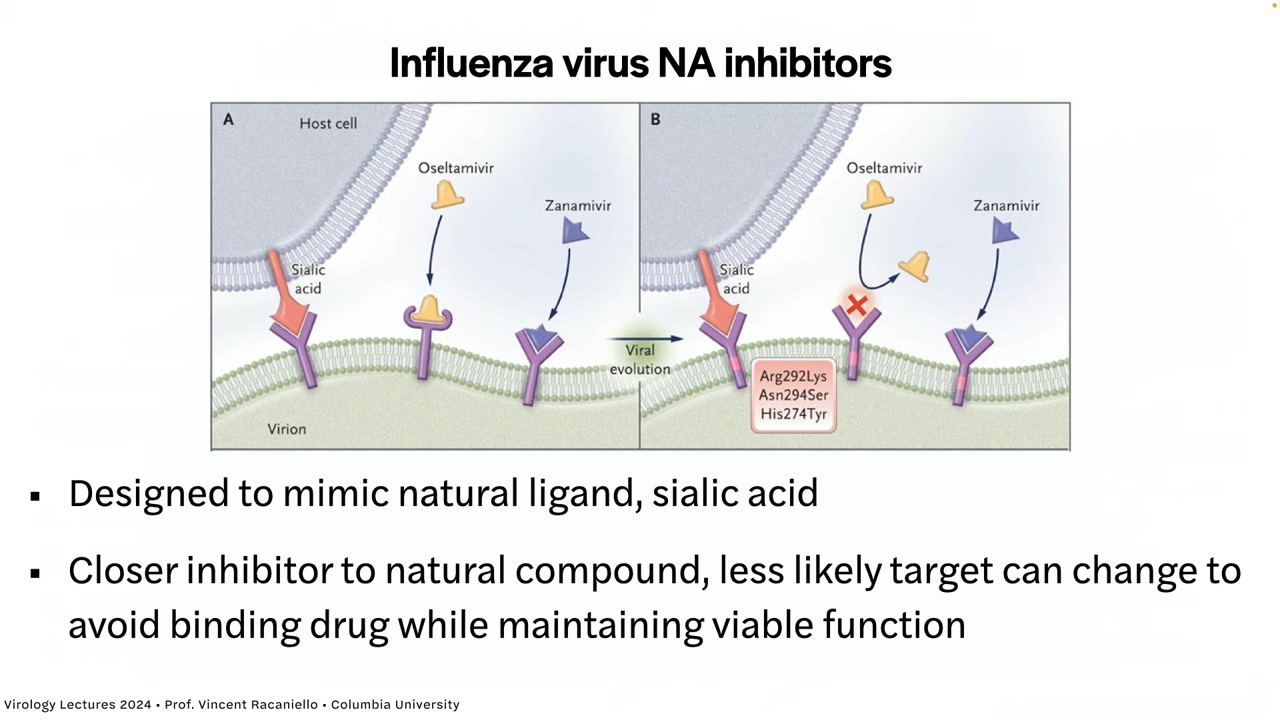 Influenza virus NA inhibitors
A
Host cell
Oseltamivir
Zanamivir
Sialic
acid
Virion
Viral
evolution
B
Oseltamivir
Zanamivir
Sialic
acid
Arg292Lys
Asn294Ser
His274Tyr
▪ Designed to mimic natural ligand, sialic acid
▪ Closer inhibitor to natural compound, less likely target can change to
avoid binding drug while maintaining viable function
Virology Lectures 2024 • Prof. Vincent Racaniello • Columbia University